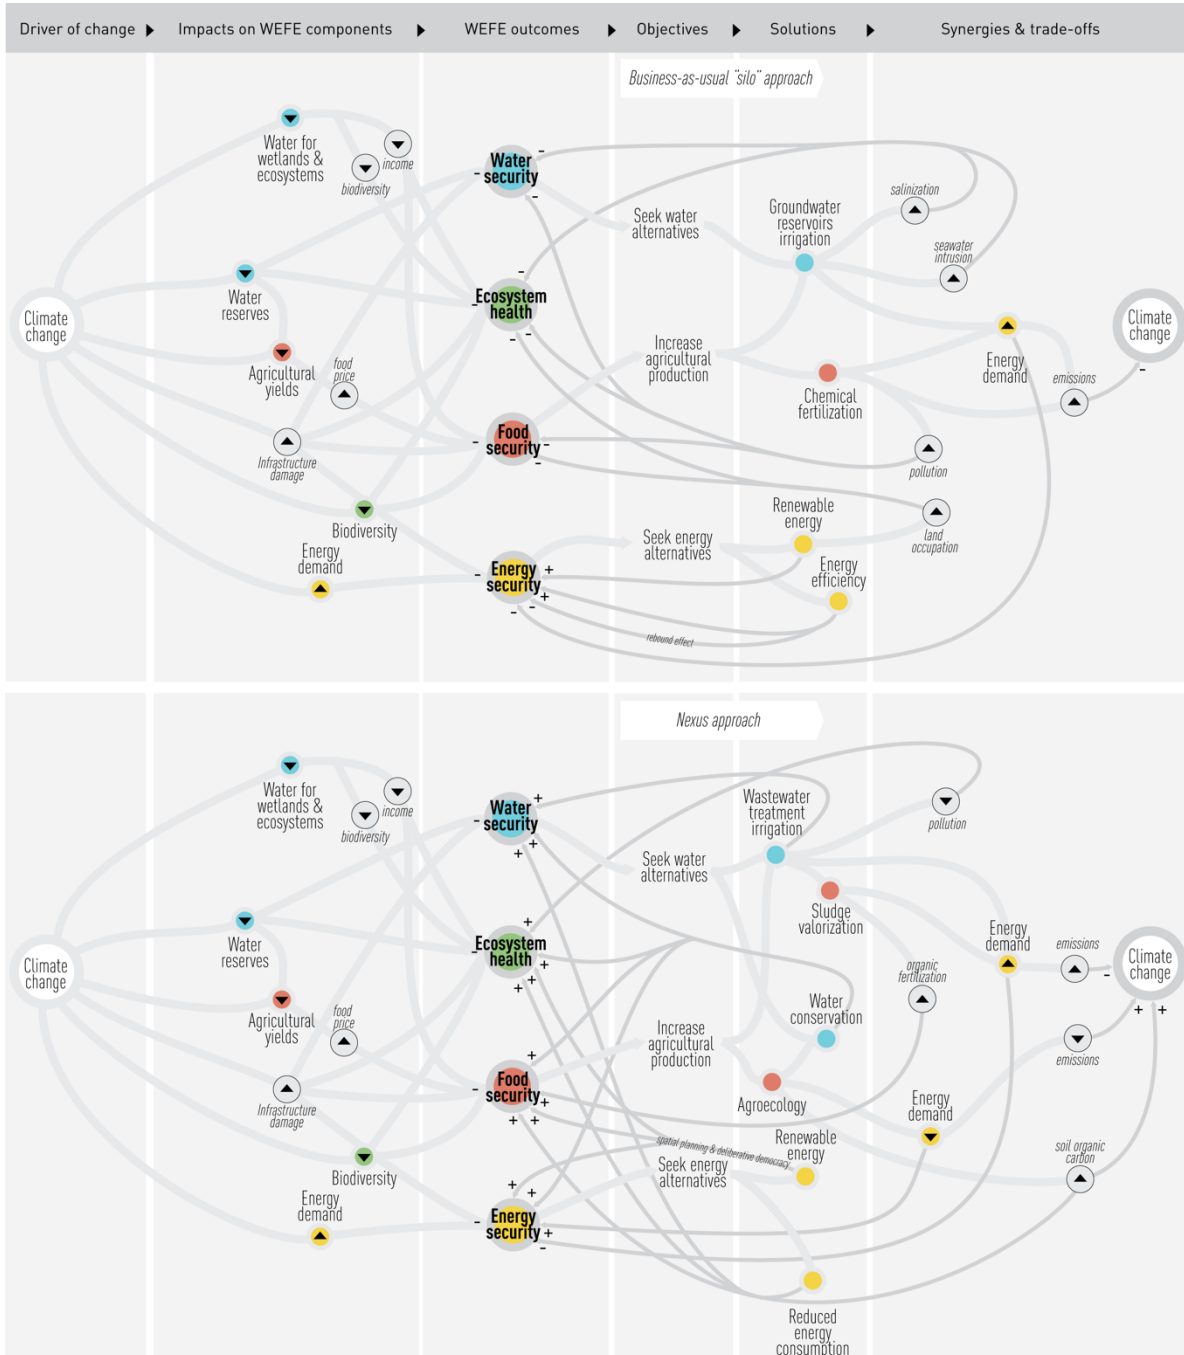 Driver of change ▶ Impacts on WEFE components ▶ WEFE outcomes ▶ Objectives ▶ Solutions ▶ Synergies & trade-offs
Business-as-usual "silo" approach
Water for
wetlands &
ecosystems
biodiversity
income
Water
security
- - -
Seek water
alternatives
Groundwater
reservoirs
irrigation
salinization
seawater
intrusion
Climate
change
Water
reserves
Ecosystem
health
- - - -
Agricultural
yields
food
price
Increase
agricultural
production
Chemical
fertilization
Energy
demand
emissions
Climate
change
-
Infrastructure
damage
Food
security
- - -
pollution
Biodiversity
Energy
demand
Energy
security
- + + - -
Seek energy
alternatives
Renewable
energy
Energy
efficiency
land
occupation
rebound effect
Nexus approach
Water for
wetlands &
ecosystems
biodiversity
income
Water
security
- + + +
Seek water
alternatives
Wastewater
treatment
irrigation
pollution
Sludge
valorization
Climate
change
Water
reserves
Ecosystem
health
- + + + +
Energy
demand
emissions
Climate
change
- + +
organic
fertilization
Agricultural
yields
food
price
Increase
agricultural
production
Water
conservation
emissions
Infrastructure
damage
Food
security
- + + + +
Agroecology
Energy
demand
Biodiversity
spatial planning & deliberative democracy
Seek energy
alternatives
Renewable
energy
soil organic
carbon
Energy
demand
Energy
security
- + + + -
Reduced
energy
consumption